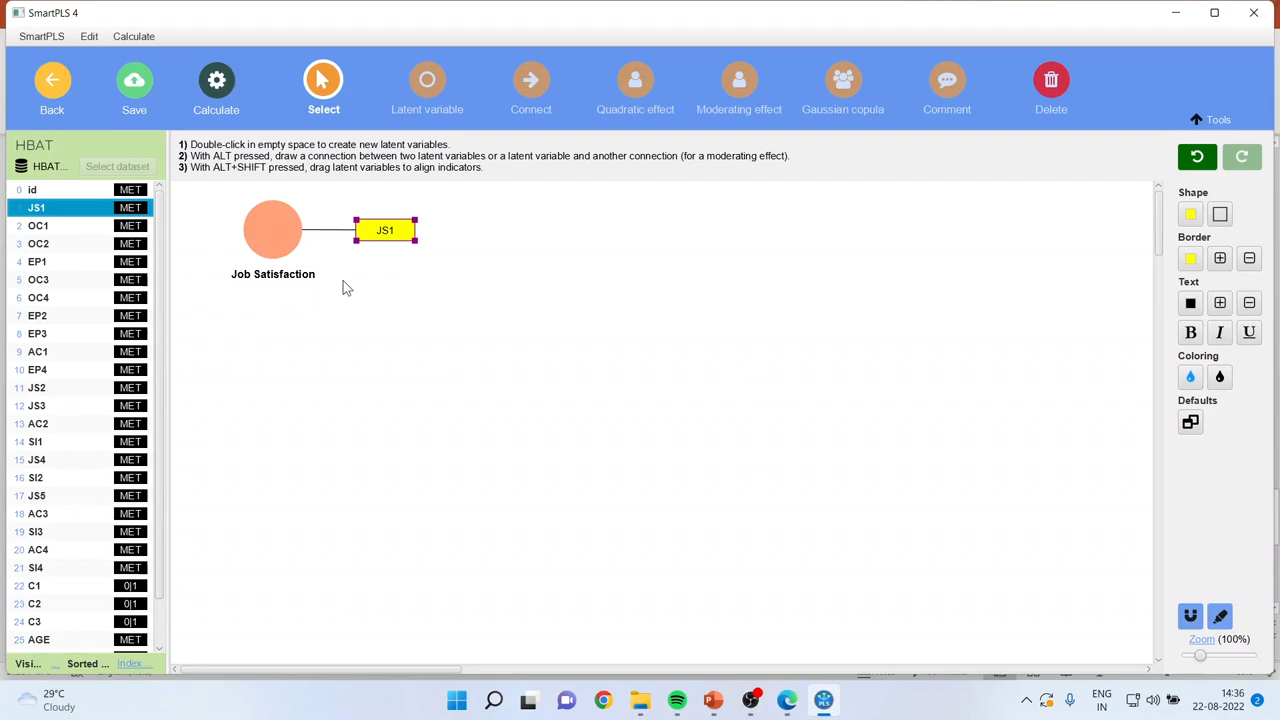 SmartPLS 4
SmartPLS Edit Calculate
Back Save Calculate Select Latent variable Connect Quadratic effect Moderating effect Gaussian copula Comment Delete
Tools
HBAT
HBAT... Select dataset
1) Double-click in empty space to create new latent variables.
2) With ALT pressed, draw a connection between two latent variables or a latent variable and another connection (for a moderating effect).
3) With ALT+SHIFT pressed, drag latent variables to align indicators.
0 id MET
JS1 MET
2 OC1 MET
3 OC2 MET
4 EP1 MET
5 OC3 MET
6 OC4 MET
7 EP2 MET
8 EP3 MET
9 AC1 MET
10 EP4 MET
11 JS2 MET
12 JS3 MET
13 AC2 MET
14 SI1 MET
15 JS4 MET
16 SI2 MET
17 JS5 MET
18 AC3 MET
19 SI3 MET
20 AC4 MET
21 SI4 MET
22 C1 0|1
23 C2 0|1
24 C3 0|1
25 AGE MET
Visi... ... Sorted ... Index ...
JS1
Job Satisfaction
Shape
Border
Text
B I U
Coloring
Defaults
Zoom (100%)
29°C
Cloudy
PLS
ENG
IN
14:36
22-08-2022
2